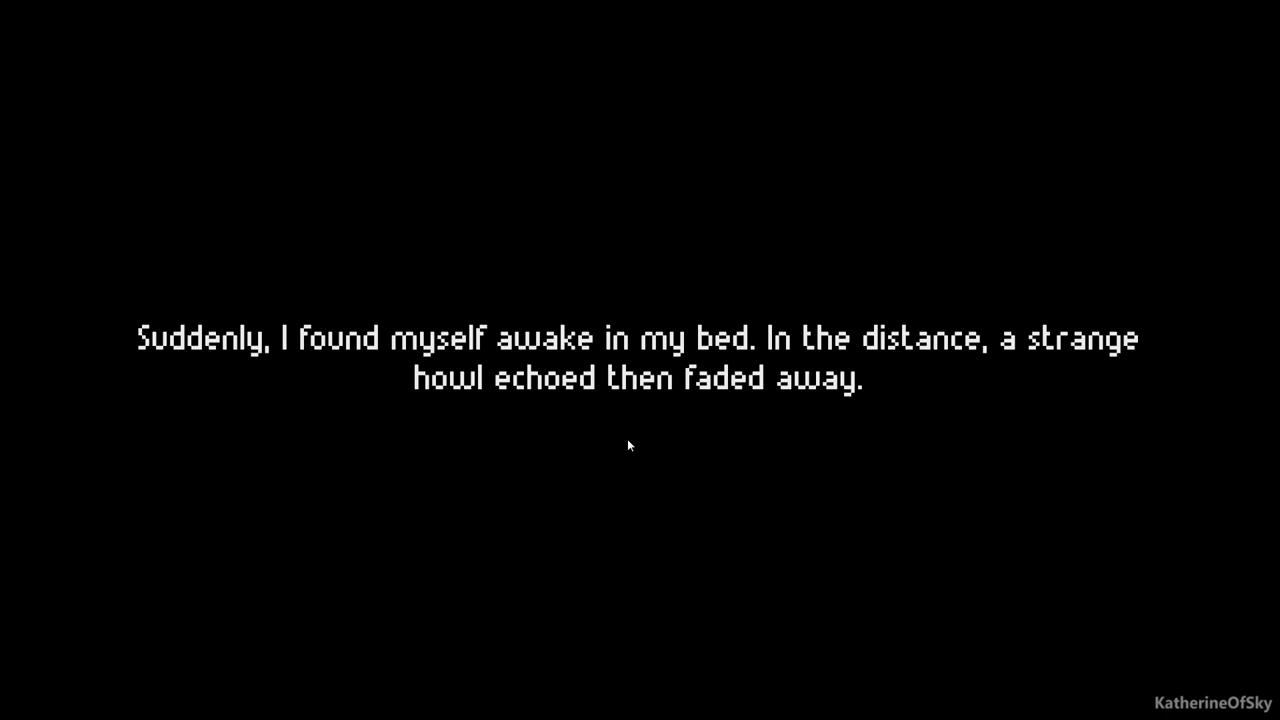 Suddenly, I found myself awake in my bed. In the distance, a strange
howl echoed then faded away.
KatherineOfSky